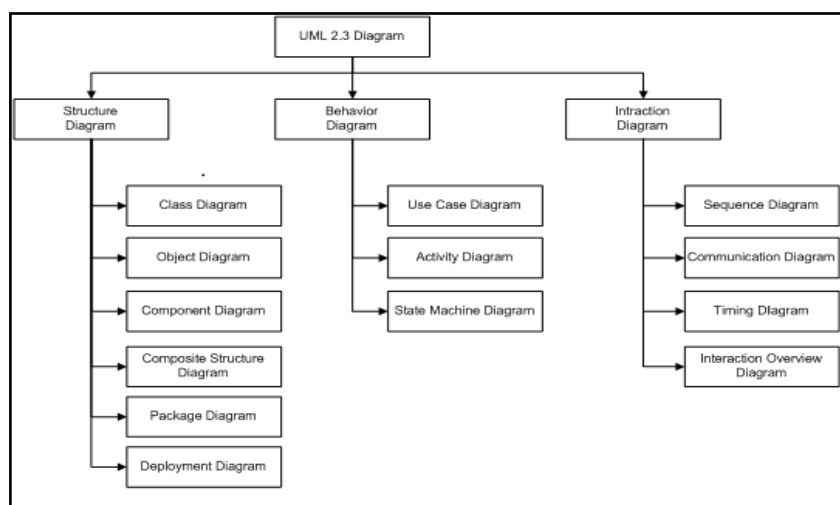 UML 2.3 Diagram
Structure
Diagram
Behavior
Diagram
Intraction
Diagram
Class Diagram
Object Diagram
Component Diagram
Composite Structure
Diagram
Package Diagram
Deployment Diagram
Use Case Diagram
Activity Diagram
State Machine Diagram
Sequence Diagram
Communication Diagram
Timing DIagram
Interaction Overview
Diagram